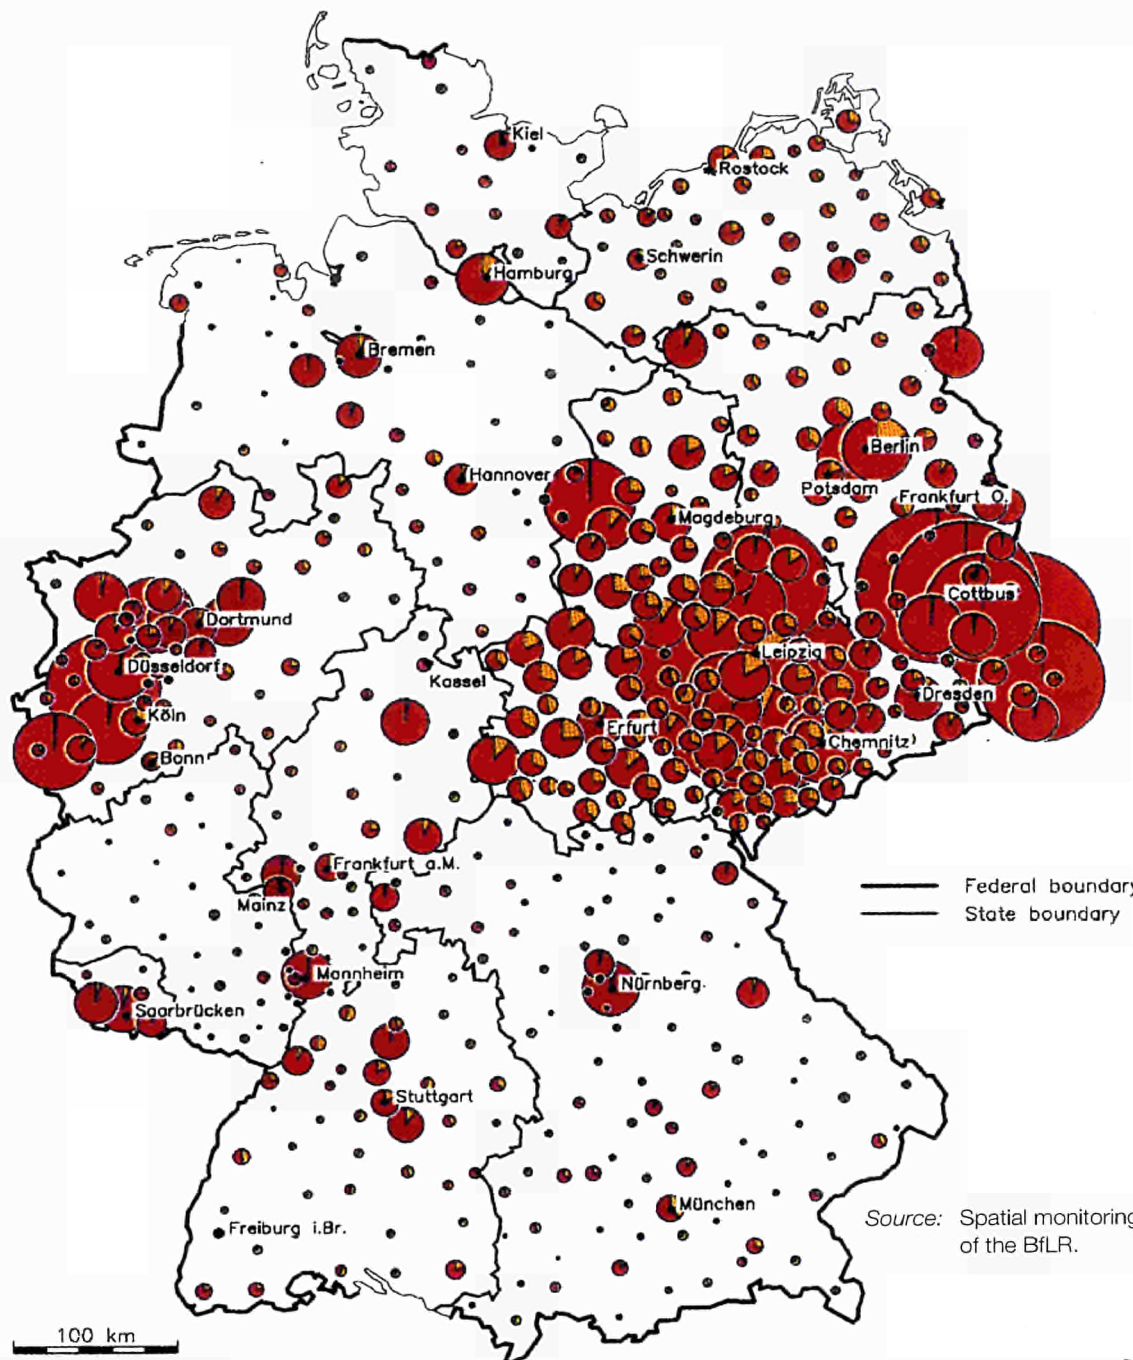 Kiel
Rostock
Schwerin
Hamburg
Bremen
Berlin
Hannover
Potsdam
Frankfurt O.
Magdeburg
Cottbus
Dortmund
Leipzig
Düsseldorf
Kassel
Dresden
Köln
Erfurt
Chemnitz
Bonn
Frankfurt a.M.
Mainz
Federal boundary
State boundary
Mannheim
Nürnberg
Saarbrücken
Stuttgart
München
Source: Spatial monitoring
of the BfLR.
Freiburg i.Br.
100 km